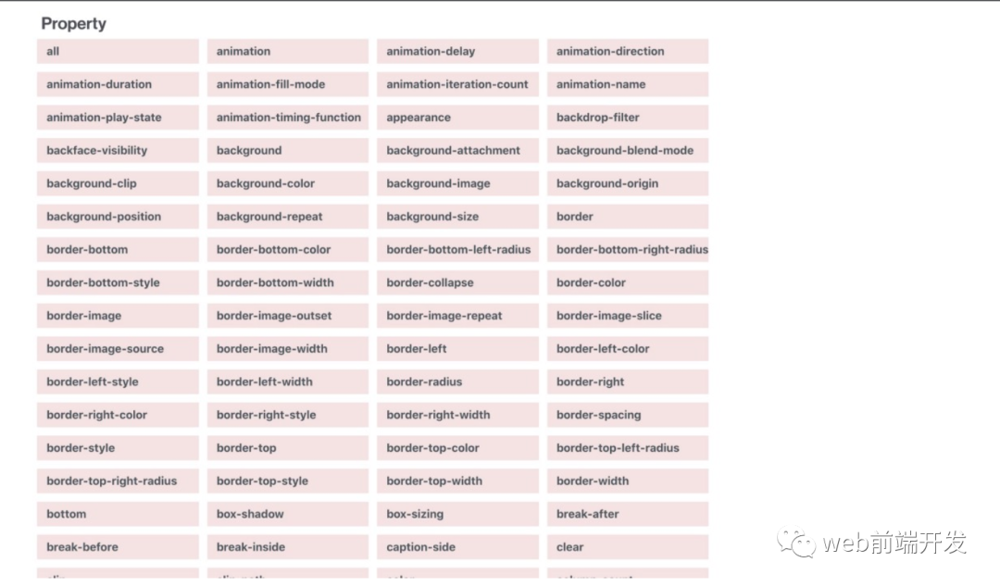 Property
all animation animation-delay animation-direction
animation-duration animation-fill-mode animation-iteration-count animation-name
animation-play-state animation-timing-function appearance backdrop-filter
backface-visibility background background-attachment background-blend-mode
background-clip background-color background-image background-origin
background-position background-repeat background-size border
border-bottom border-bottom-color border-bottom-left-radius border-bottom-right-radius
border-bottom-style border-bottom-width border-collapse border-color
border-image border-image-outset border-image-repeat border-image-slice
border-image-source border-image-width border-left border-left-color
border-left-style border-left-width border-radius border-right
border-right-color border-right-style border-right-width border-spacing
border-style border-top border-top-color border-top-left-radius
border-top-right-radius border-top-style border-top-width border-width
bottom box-shadow box-sizing break-after
break-before break-inside caption-side clear
web前端开发